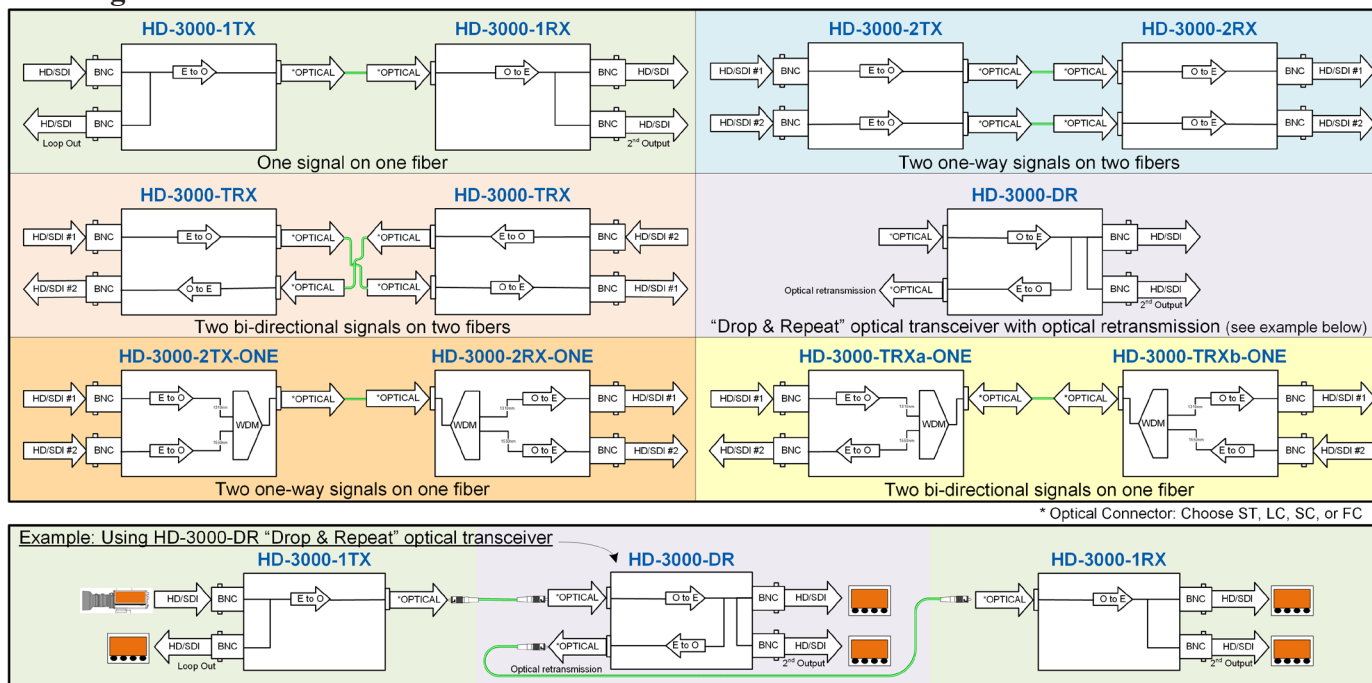 HD-3000-1TX HD-3000-1RX
HD/SDI BNC E to O *OPTICAL *OPTICAL O to E BNC HD/SDI
HD/SDI BNC BNC HD/SDI
Loop Out 2nd Output
One signal on one fiber
HD-3000-2TX HD-3000-2RX
HD/SDI #1 BNC E to O *OPTICAL *OPTICAL O to E BNC HD/SDI #1
HD/SDI #2 BNC E to O *OPTICAL *OPTICAL O to E BNC HD/SDI #2
Two one-way signals on two fibers
HD-3000-TRX HD-3000-TRX
HD/SDI #1 BNC E to O *OPTICAL *OPTICAL E to O BNC HD/SDI #2
HD/SDI #2 BNC O to E *OPTICAL *OPTICAL O to E BNC HD/SDI #1
Two bi-directional signals on two fibers
HD-3000-DR
*OPTICAL O to E BNC HD/SDI
Optical retransmission *OPTICAL E to O BNC HD/SDI
2nd Output
“Drop & Repeat” optical transceiver with optical retransmission (see example below)
HD-3000-2TX-ONE HD-3000-2RX-ONE
HD/SDI #1 BNC E to O WDM *OPTICAL *OPTICAL WDM O to E BNC HD/SDI #1
HD/SDI #2 BNC E to O O to E BNC HD/SDI #2
Two one-way signals on one fiber
HD-3000-TRXa-ONE HD-3000-TRXb-ONE
HD/SDI #1 BNC E to O WDM *OPTICAL *OPTICAL WDM O to E BNC HD/SDI #1
HD/SDI #2 BNC E to O O to E BNC HD/SDI #2
Two bi-directional signals on one fiber
* Optical Connector: Choose ST, LC, SC, or FC
Example: Using HD-3000-DR “Drop & Repeat” optical transceiver
HD-3000-1TX HD-3000-DR HD-3000-1RX
HD/SDI BNC E to O *OPTICAL *OPTICAL O to E BNC HD/SDI *OPTICAL O to E BNC HD/SDI
HD/SDI BNC *OPTICAL E to O BNC HD/SDI BNC HD/SDI
Loop Out Optical retransmission 2nd Output 2nd Output